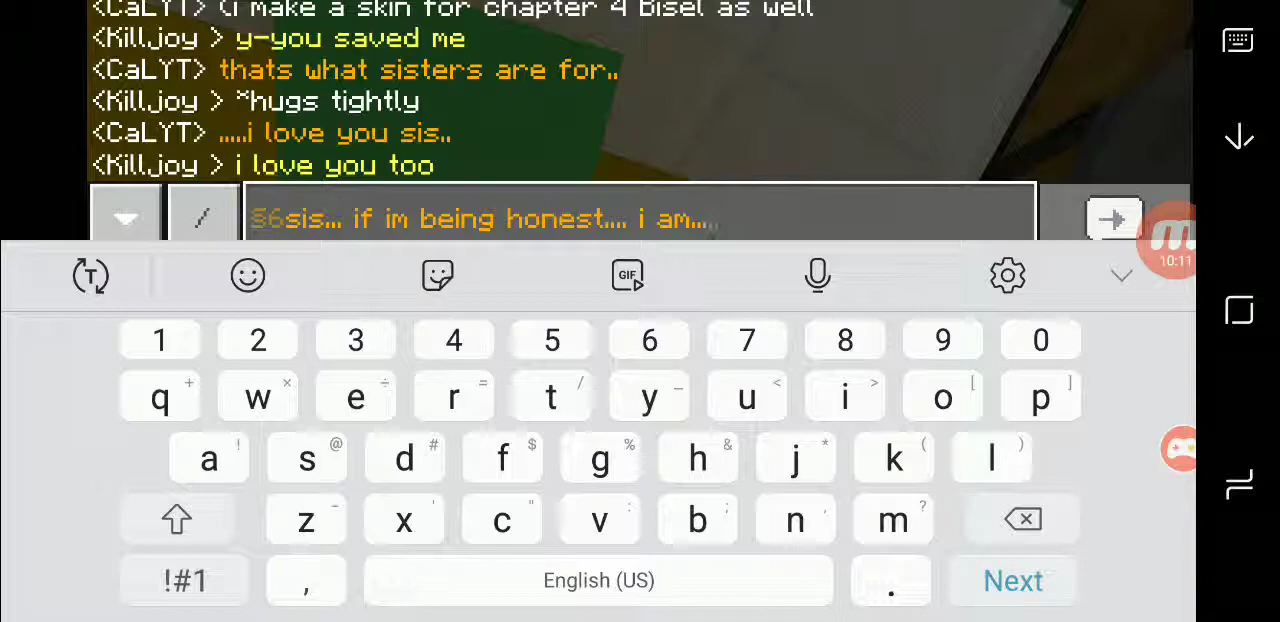 <CaLYT> (i make a skin for chapter 4 Bisel as well
<Killjoy > y-you saved me
<CaLYT> thats what sisters are for..
<Killjoy > *hugs tightly
<CaLYT> .....i love you sis..
<Killjoy > i love you too
/ §6sis... if im being honest.... i am.....
10:11
T GIF
1 2 3 4 5 6 7 8 9 0
q + w × e ÷ r = t / y _ u < i > o [ p ]
a ! s @ d # f $ g % h & j * k ( l )
z - x ' c " v : b ; n , m ?
!#1 , English (US) . Next